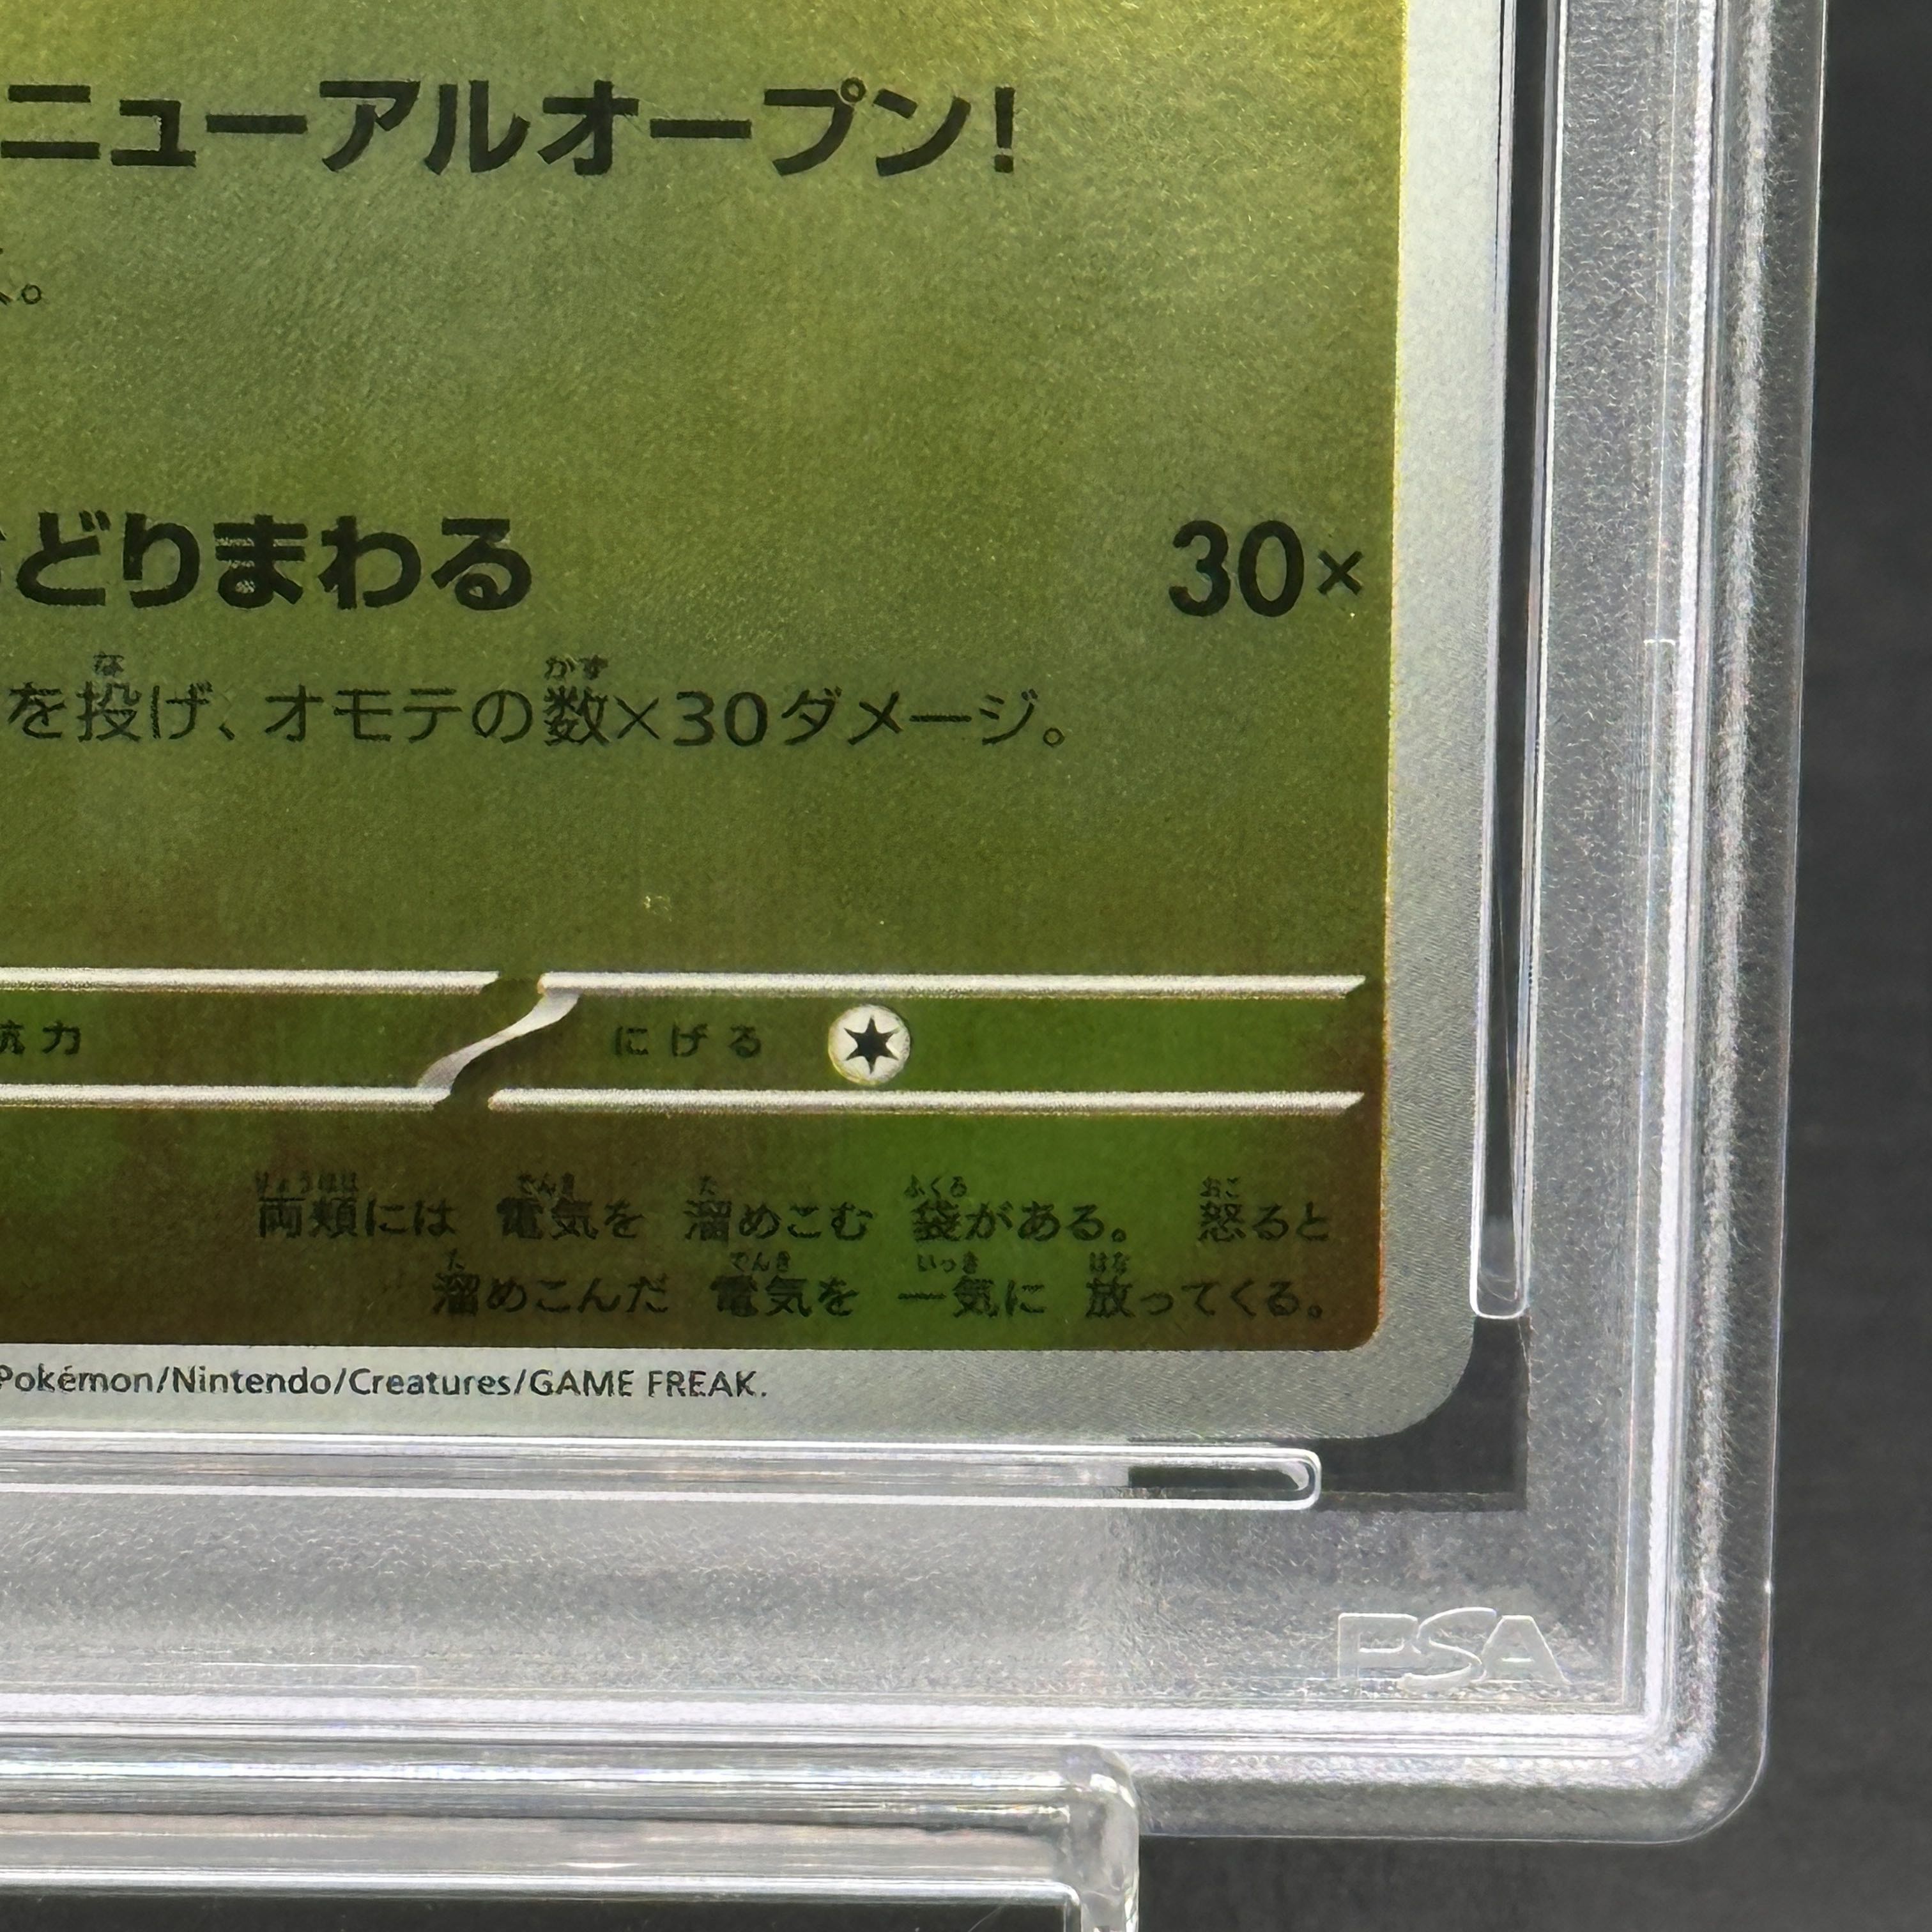 ニューアルオープン!
。
どりまわる 30×
を投げ、オモテの数×30ダメージ。
抗力 にげる
両頬には 電気を 溜めこむ 袋がある。 怒ると
溜めこんだ 電気を 一気に 放ってくる。
Pokémon/Nintendo/Creatures/GAME FREAK.
PSA